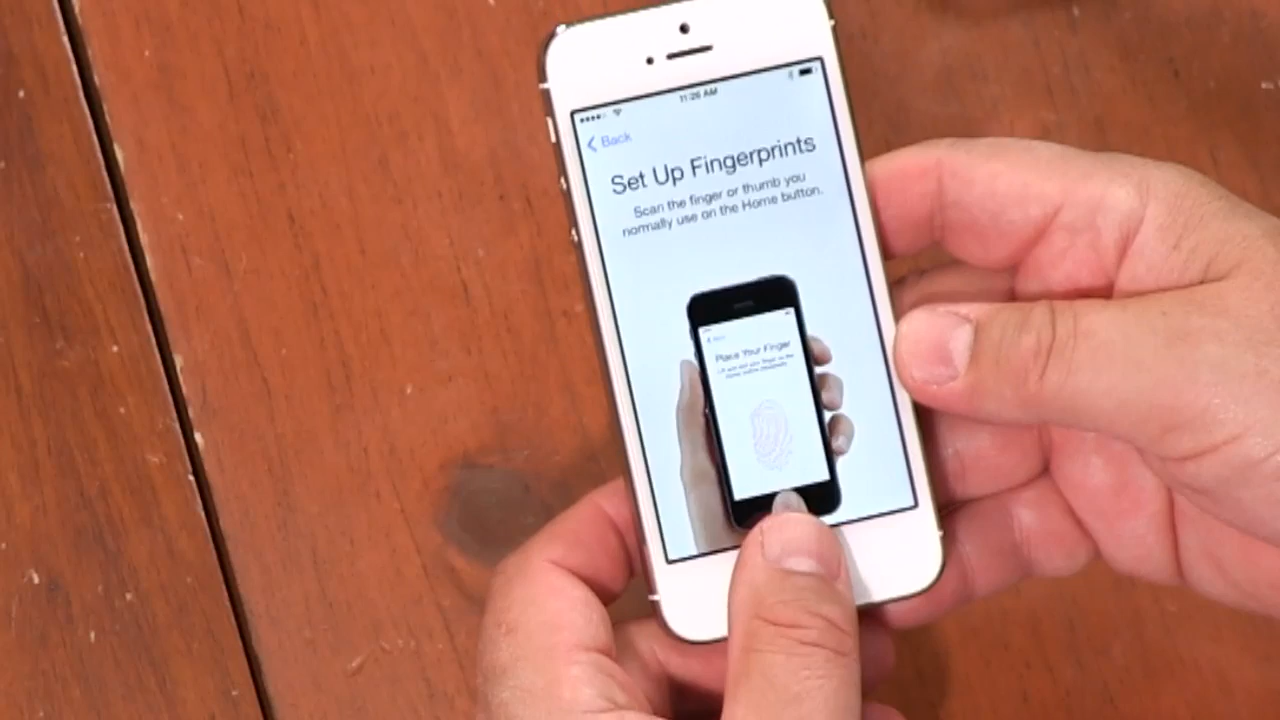 11:26 AM
Back
Set Up Fingerprints
Scan the finger or thumb you
normally use on the Home button.
Place Your Finger